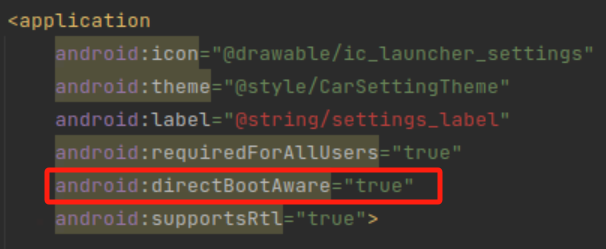 <application
android:icon="@drawable/ic_launcher_settings"
android:theme="@style/CarSettingTheme"
android:label="@string/settings_label"
android:requiredForAllUsers="true"
android:directBootAware="true"
android:supportsRtl="true">